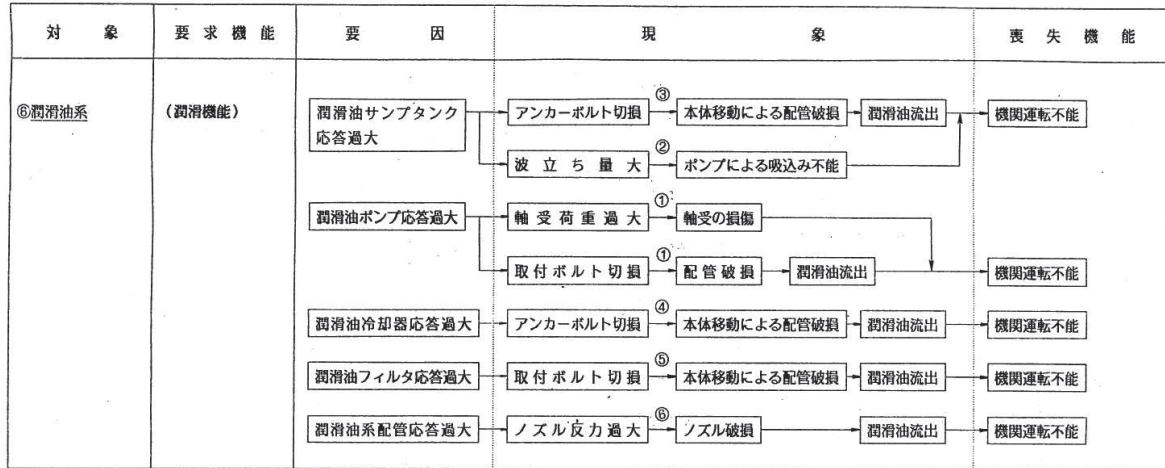 対象 要求機能 要因 現象 喪失機能
⑥潤滑油系 (潤滑機能)
潤滑油サンプタンク
応答過大
アンカーボルト切損 ③ 本体移動による配管破損 潤滑油流出 機関運転不能
波立ち量大 ② ポンプによる吸込み不能
潤滑油ポンプ応答過大 軸受荷重過大 ① 軸受の損傷
取付ボルト切損 ① 配管破損 潤滑油流出 機関運転不能
潤滑油冷却器応答過大 アンカーボルト切損 ④ 本体移動による配管破損 潤滑油流出 機関運転不能
潤滑油フィルタ応答過大 取付ボルト切損 ⑤ 本体移動による配管破損 潤滑油流出 機関運転不能
潤滑油系配管応答過大 ノズル反力過大 ⑥ ノズル破損 潤滑油流出 機関運転不能